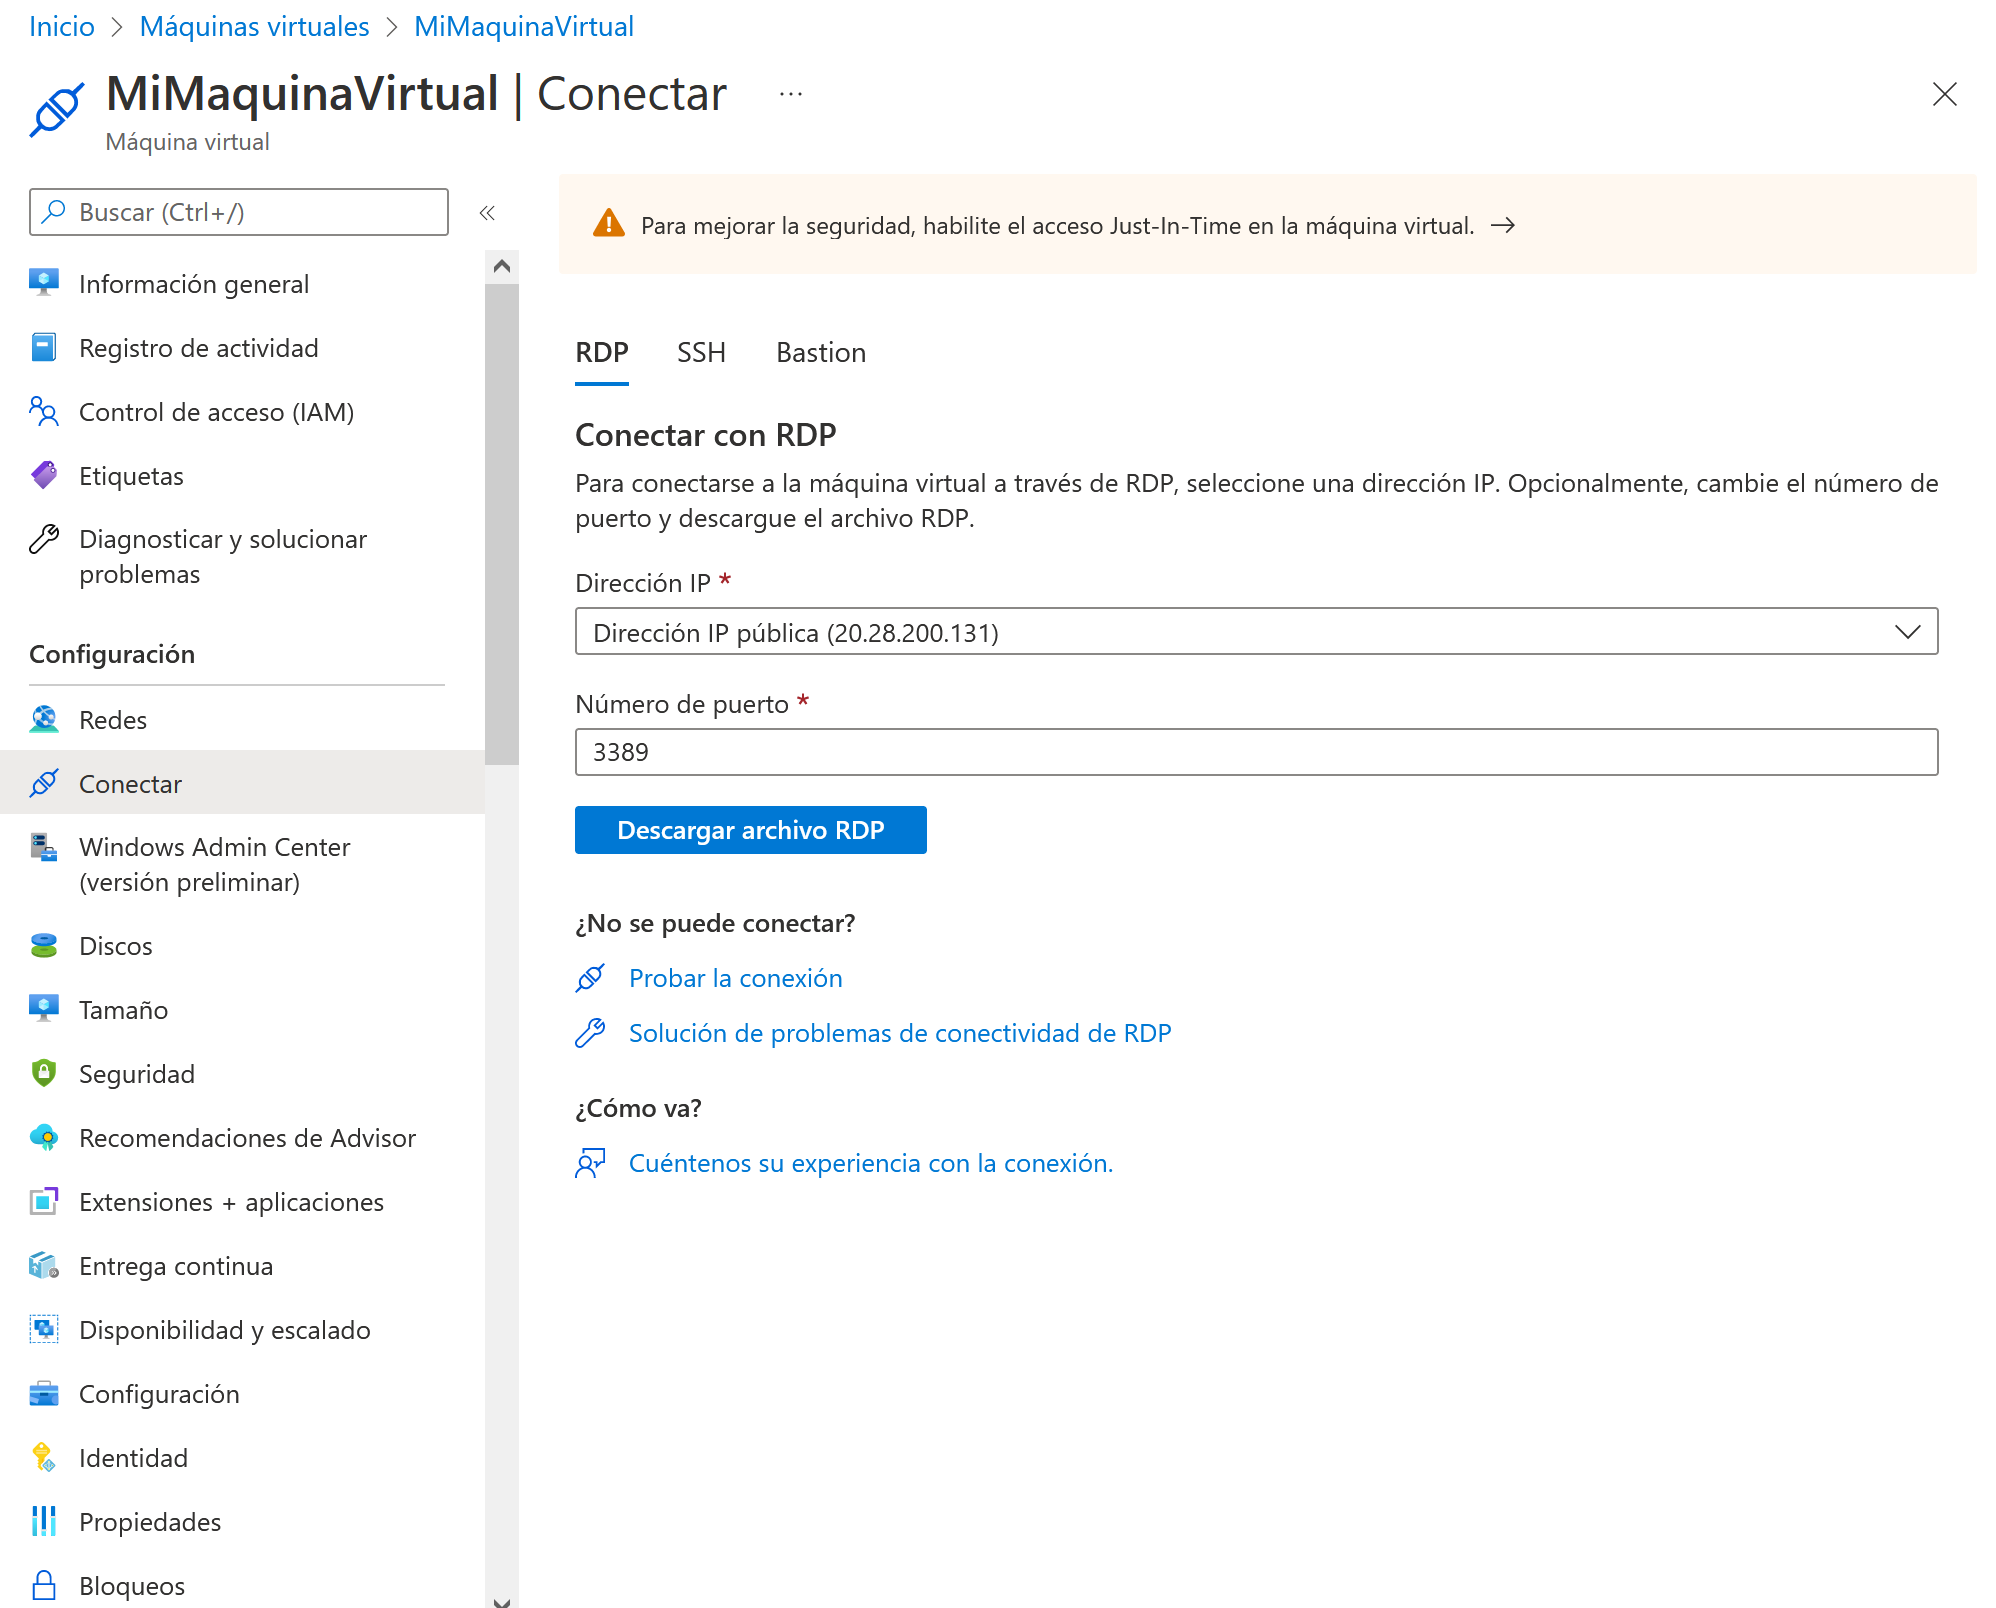 Inicio > Máquinas virtuales > MiMaquinaVirtual
MiMaquinaVirtual | Conectar ...
Máquina virtual
Buscar (Ctrl+/)
Información general
Registro de actividad
Control de acceso (IAM)
Etiquetas
Diagnosticar y solucionar
problemas
Configuración
Redes
Conectar
Windows Admin Center
(versión preliminar)
Discos
Tamaño
Seguridad
Recomendaciones de Advisor
Extensiones + aplicaciones
Entrega continua
Disponibilidad y escalado
Configuración
Identidad
Propiedades
Bloqueos
Para mejorar la seguridad, habilite el acceso Just-In-Time en la máquina virtual. →
RDP SSH Bastion
Conectar con RDP
Para conectarse a la máquina virtual a través de RDP, seleccione una dirección IP. Opcionalmente, cambie el número de
puerto y descargue el archivo RDP.
Dirección IP *
Dirección IP pública (20.28.200.131)
Número de puerto *
3389
Descargar archivo RDP
¿No se puede conectar?
Probar la conexión
Solución de problemas de conectividad de RDP
¿Cómo va?
Cuéntenos su experiencia con la conexión.